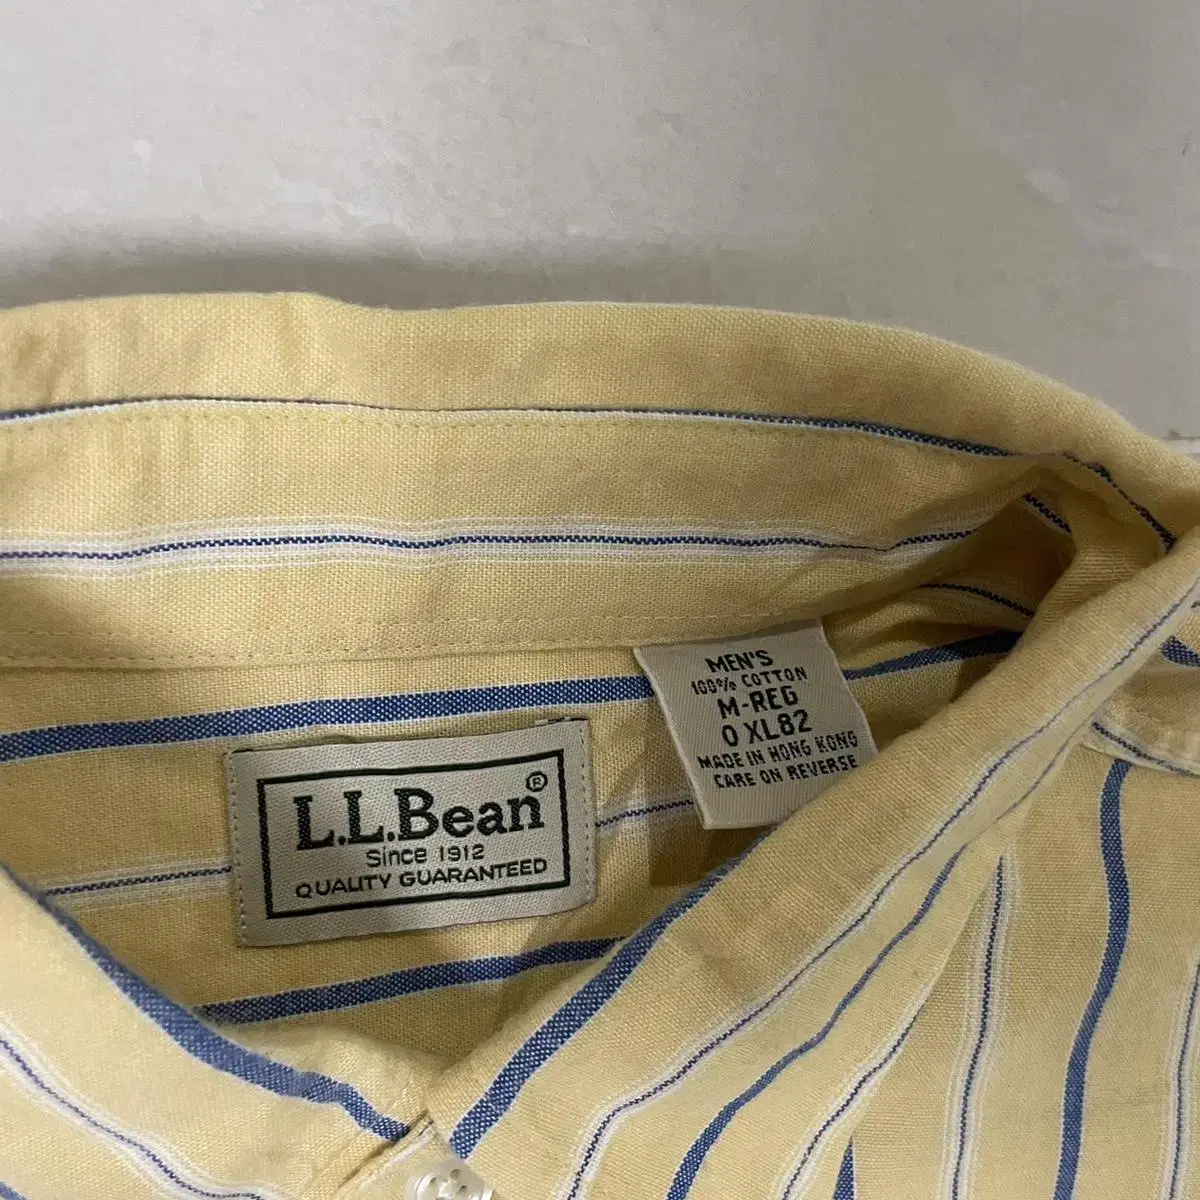 L.L.Bean®
Since 1912
QUALITY GUARANTEED
MEN'S
100% COTTON
M-REG
0 XL82
MADE IN HONG KONG
CARE ON REVERSE